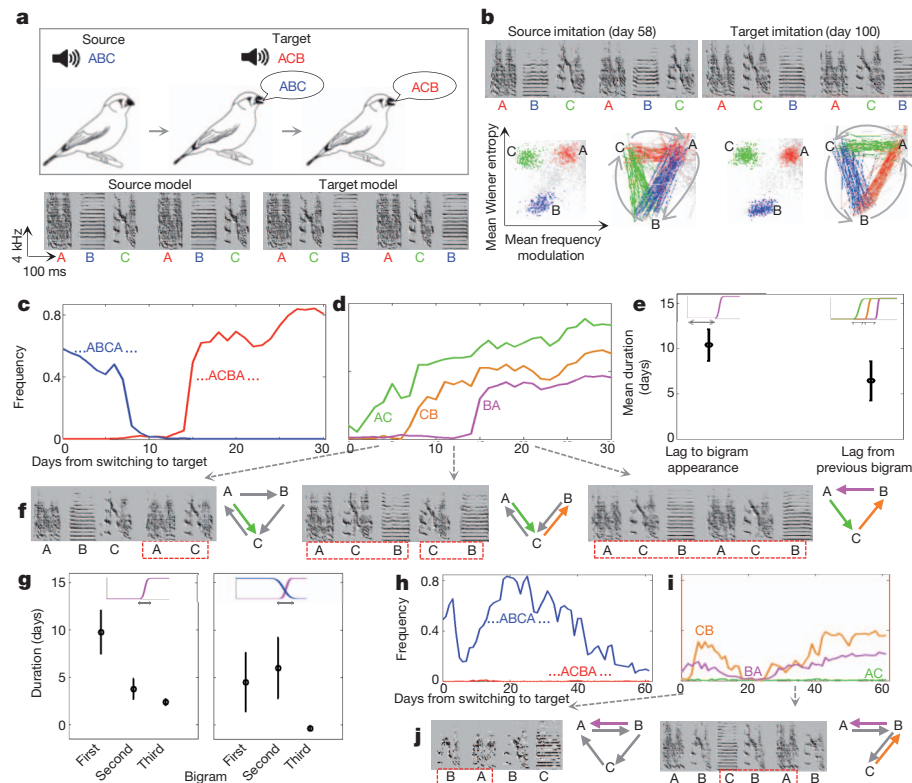 a
Source
ABC
Target
ACB
ABC
ACB
Source model
Target model
4 kHz
100 ms
A B C A B C
A C B A C B
b
Source imitation (day 58)
Target imitation (day 100)
A B C A B C
A C B A C B
Mean Wiener entropy
Mean frequency
modulation
C A
B
C A
B
C A
B
C A
B
c
Frequency
0.8
0.4
0
...ABCA ...
...ACBA....
0 10 20 30
Days from switching to target
d
AC
CB
BA
0 10 20 30
e
Mean duration
(days)
15
10
5
0
Lag to bigram
appearance
Lag from
previous bigram
f
A B C A C
A B
C
A C B C B
A B
C
A C B A C B
A B
C
g
Duration (days)
15
10
5
0
First
Second
Third
First
Second
Third
Bigram
h
Frequency
0.8
0.4
0
...ABCA ...
...ACBA ...
0 20 40 60
Days from switching to target
i
CB
BA
AC
0 20 40 60
j
B A B C
A B
C
A B C B A B
A B
C